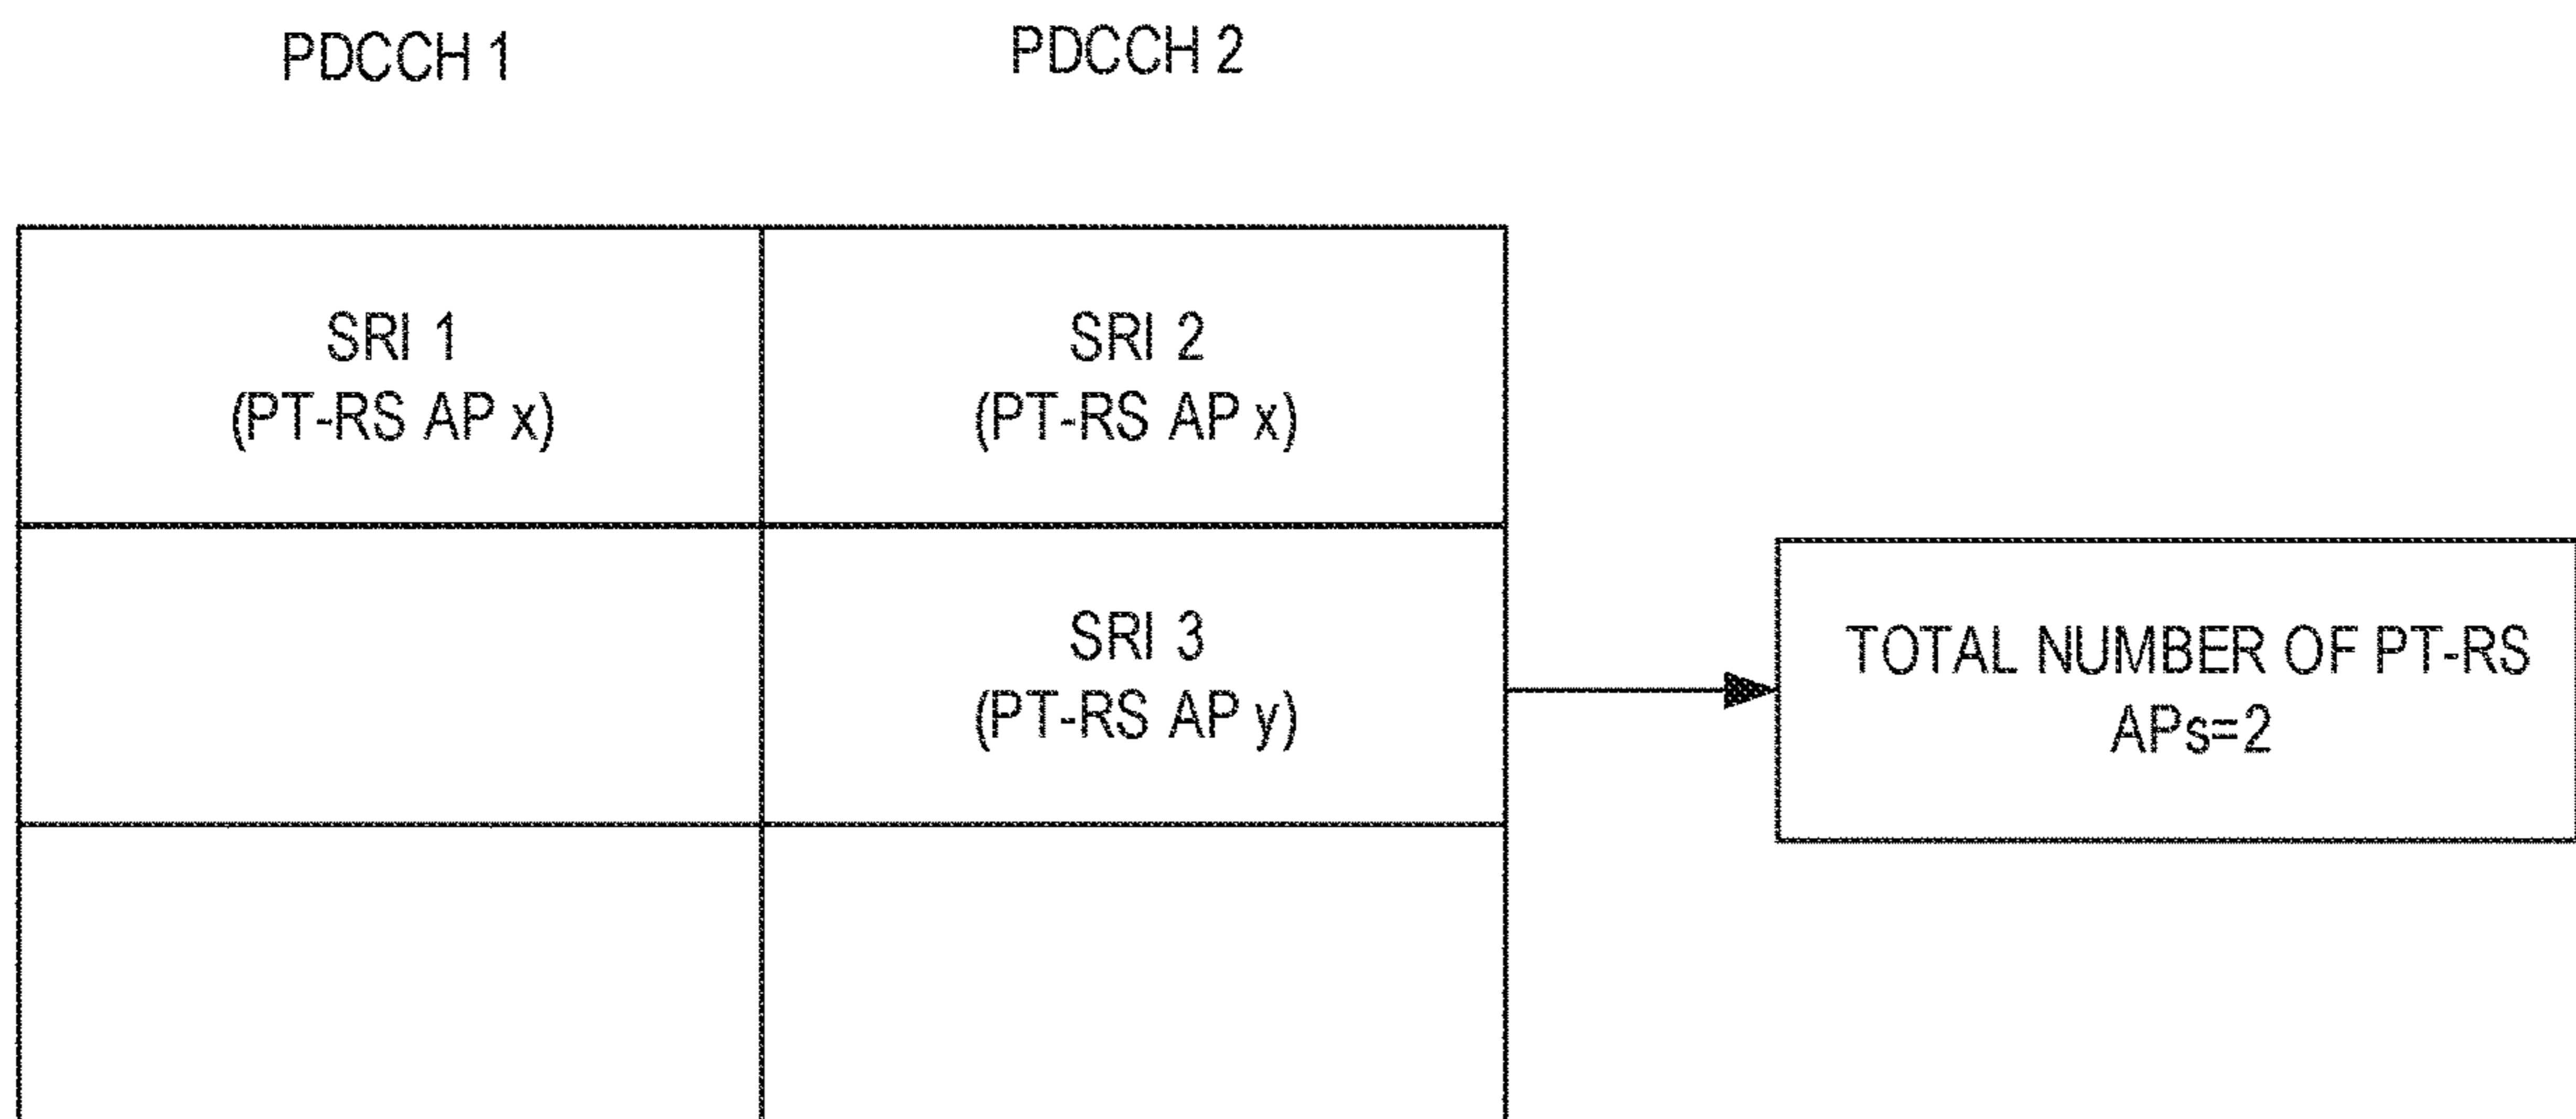 PDCCH 1
PDCCH 2
SRI 1
(PT-RS AP x)
SRI 2
(PT-RS AP x)
SRI 3
(PT-RS AP y)
TOTAL NUMBER OF PT-RS
APs=2